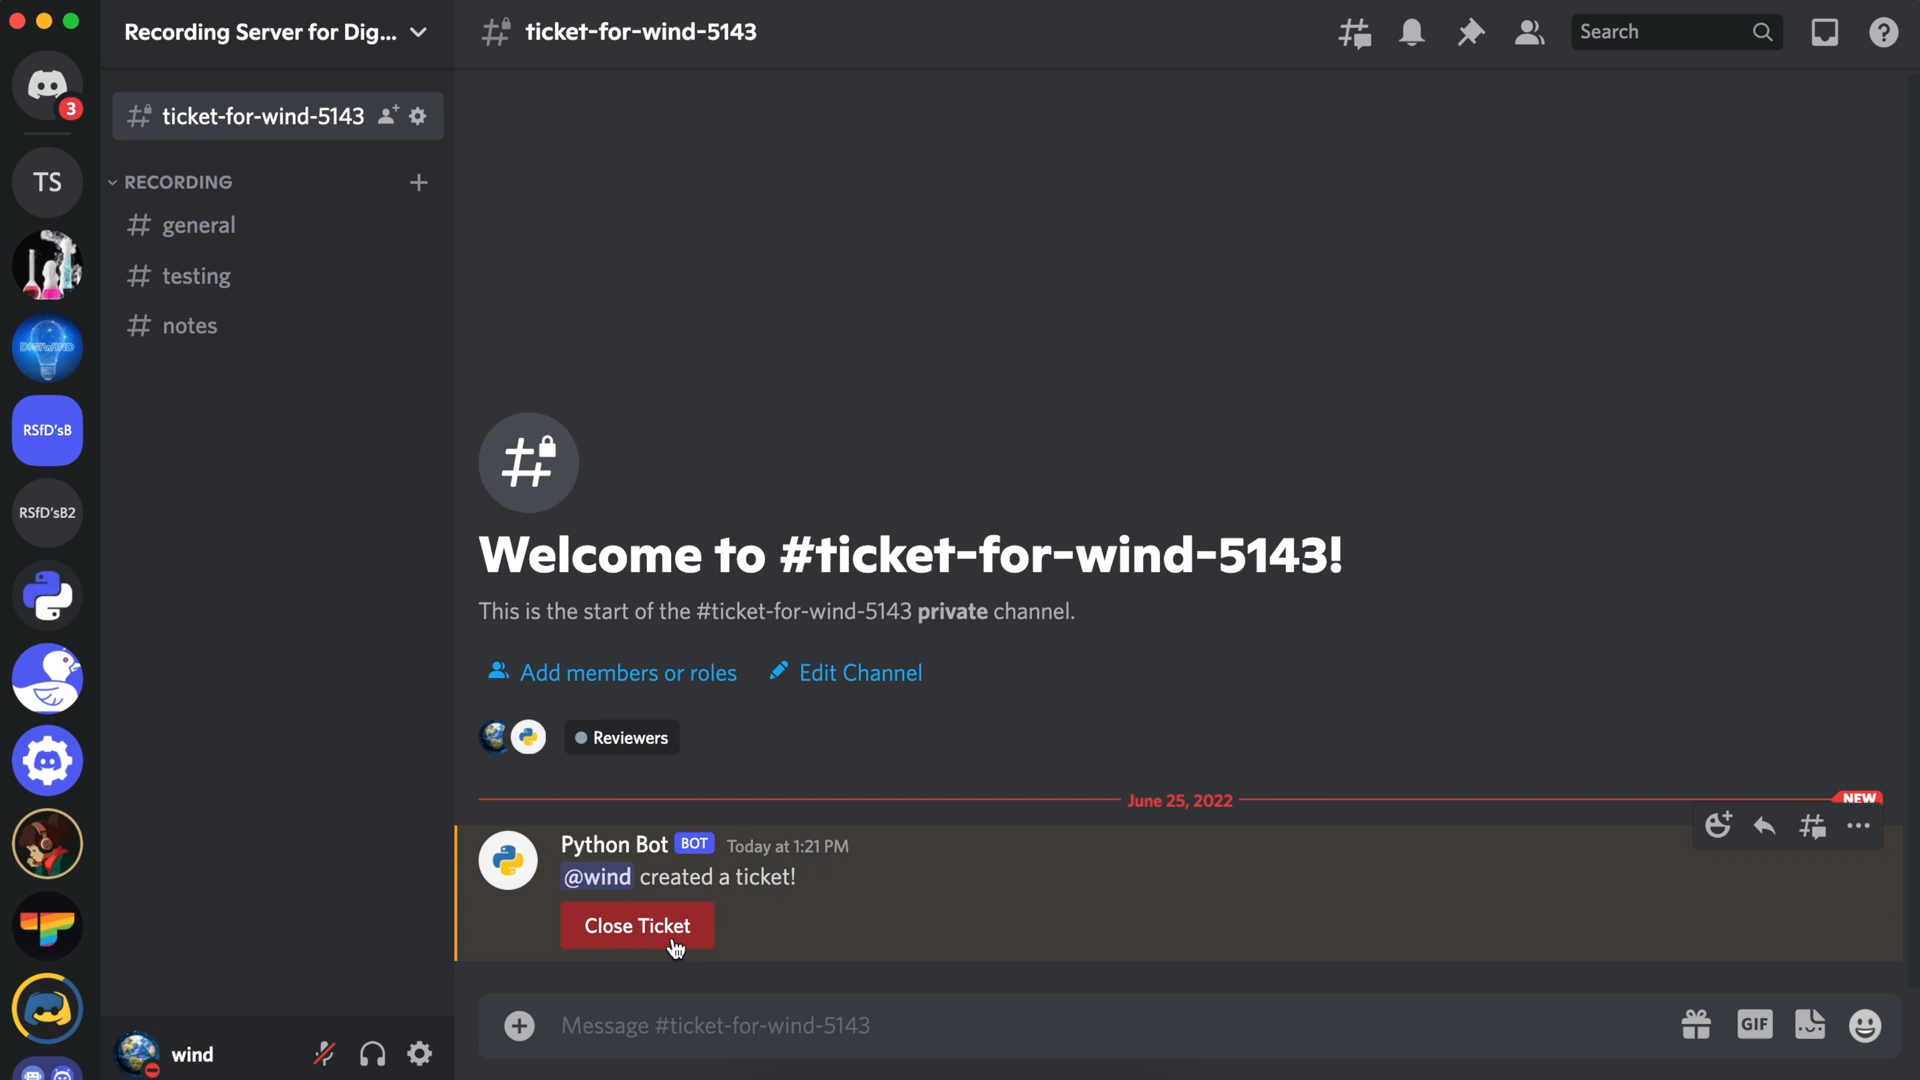 Recording Server for Dig...
ticket-for-wind-5143
Search
3
TS
DIGIWIND
RSfD'sB
RSfD'sB2
ticket-for-wind-5143
RECORDING
general
testing
notes
wind
Welcome to #ticket-for-wind-5143!
This is the start of the #ticket-for-wind-5143 private channel.
Add members or roles
Edit Channel
Reviewers
June 25, 2022
NEW
Python Bot BOT Today at 1:21 PM
@wind created a ticket!
Close Ticket
Message #ticket-for-wind-5143
GIF